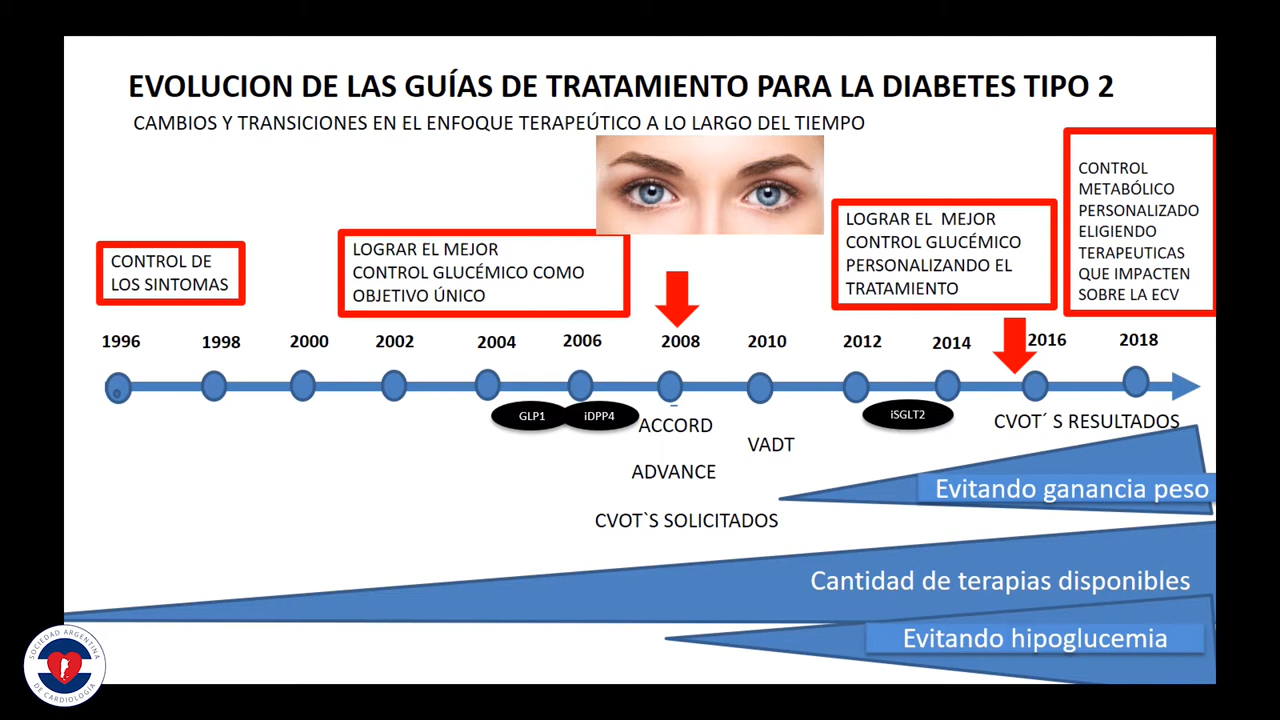 EVOLUCION DE LAS GUÍAS DE TRATAMIENTO PARA LA DIABETES TIPO 2
CAMBIOS Y TRANSICIONES EN EL ENFOQUE TERAPEÚTICO A LO LARGO DEL TIEMPO
CONTROL DE
LOS SINTOMAS
LOGRAR EL MEJOR
CONTROL GLUCÉMICO COMO
OBJETIVO ÚNICO
LOGRAR EL MEJOR
CONTROL GLUCÉMICO
PERSONALIZANDO EL
TRATAMIENTO
CONTROL
METABÓLICO
PERSONALIZADO
ELIGIENDO
TERAPEUTICAS
QUE IMPACTEN
SOBRE LA ECV
1996 1998 2000 2002 2004 2006 2008 2010 2012 2014 2016 2018
GLP1
iDPP4
iSGLT2
ACCORD
VADT
ADVANCE
CVOT`S SOLICITADOS
CVOT´ S RESULTADOS
Evitando ganancia peso
Cantidad de terapias disponibles
Evitando hipoglucemia
SOCIEDAD ARGENTINA
DE CARDIOLOGÍA